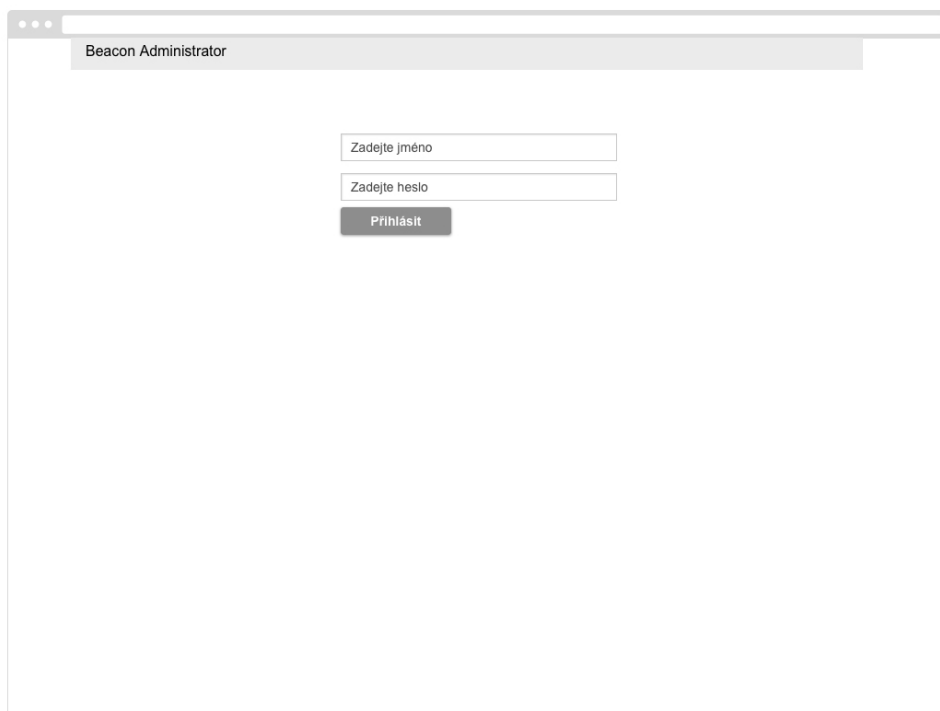 Beacon Administrator
Zadejte jméno
Zadejte heslo
Přihlásit